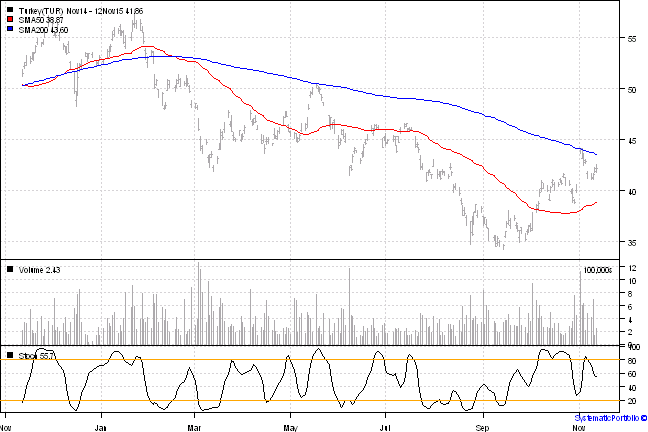 Turkey(TUR) Nov14 - 12Nov15 41.86
SMA50 38.87
SMA200 43.60
55
50
45
40
35
Volume 2.43
100,000s
12
10
8
6
4
2
0
Stoch 55.7
100
80
60
40
20
Nov Jan Mar May Jul Sep Nov
SystematicPortfolio ©